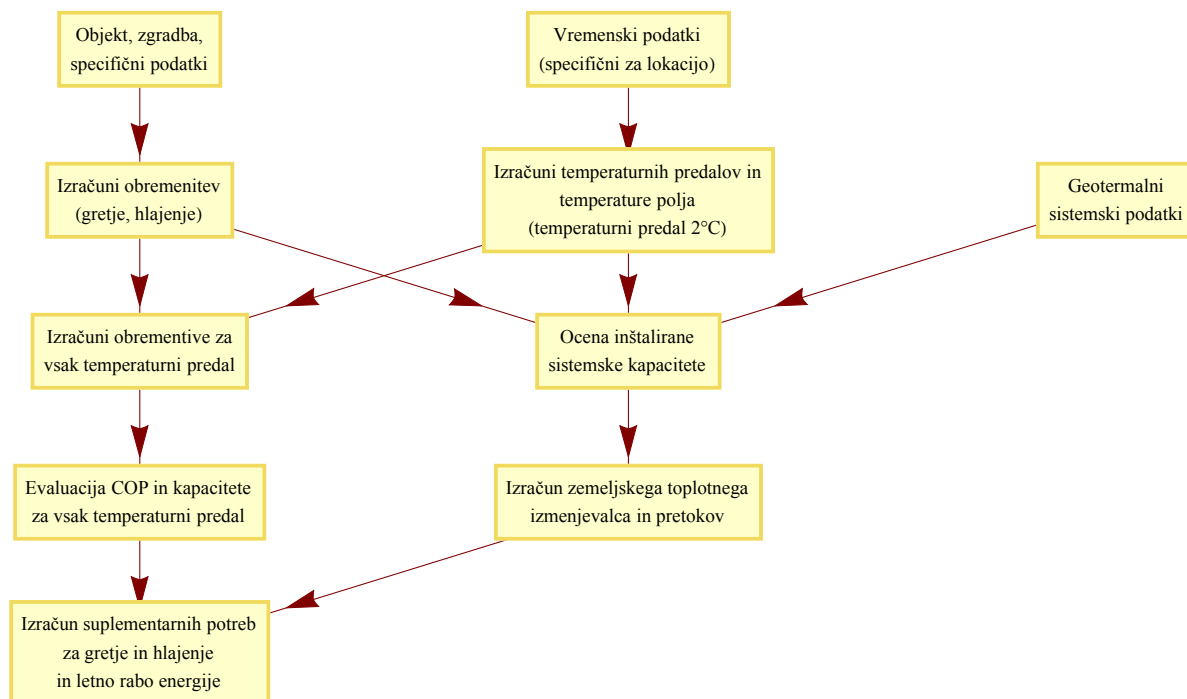 Objekt, zgradba,
specifični podatki
Vremenski podatki
(specifični za lokacijo)
Izračuni obremenitev
(gretje, hlajenje)
Izračuni temperaturnih predalov in
temperature polja
(temperaturni predal 2°C)
Geotermalni
sistemski podatki
Izračuni obrementive za
vsak temperaturni predal
Ocena inštalirane
sistemske kapacitete
Evaluacija COP in kapacitete
za vsak temperaturni predal
Izračun zemeljskega toplotnega
izmenjevalca in pretokov
Izračun suplementarnih potreb
za gretje in hlajenje
in letno rabo energije